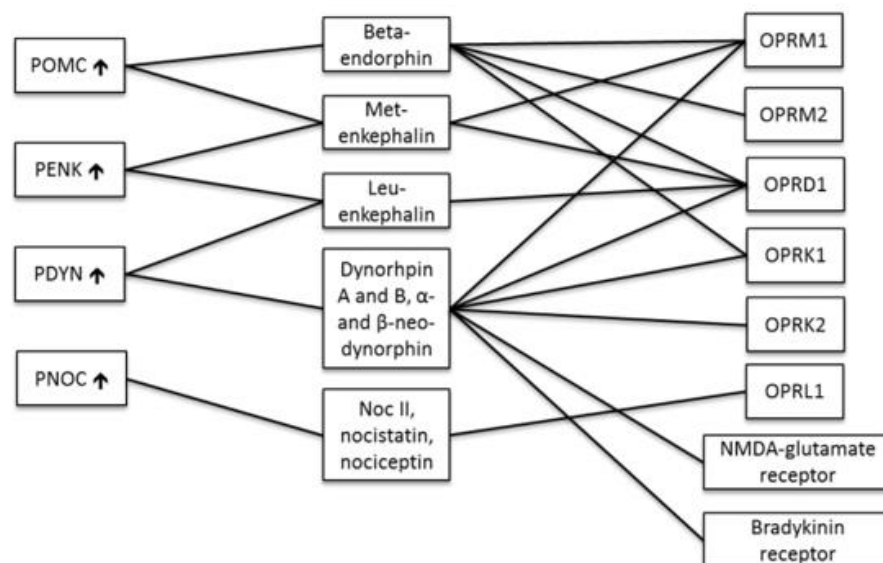 POMC ↑
PENK ↑
PDYN ↑
PNOC ↑
Beta-
endorphin
Met-
enkephalin
Leu-
enkephalin
Dynorhpin
A and B, α-
and β-neo-
dynorphin
Noc II,
nocistatin,
nociceptin
OPRM1
OPRM2
OPRD1
OPRK1
OPRK2
OPRL1
NMDA-glutamate
receptor
Bradykinin
receptor